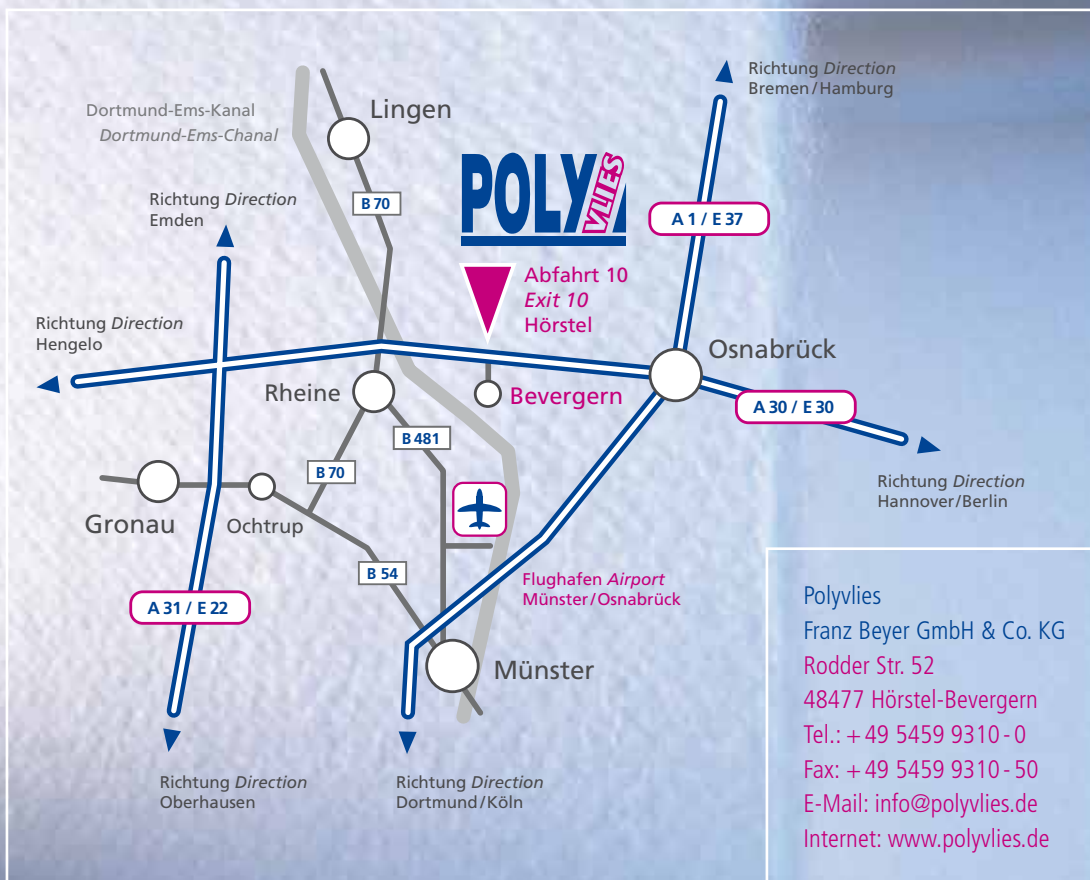 Richtung Direction
Bremen/Hamburg
Dortmund-Ems-Kanal
Dortmund-Ems-Chanal
Lingen
POLY
VLIES
B 70
Richtung Direction
Emden
A 1 / E 37
Abfahrt 10
Exit 10
Hörstel
Richtung Direction
Hengelo
Osnabrück
Rheine
Bevergern
A 30 / E 30
B 481
B 70
Richtung Direction
Hannover/Berlin
Gronau
Ochtrup
B 54
Flughafen Airport
Münster/Osnabrück
A 31 / E 22
Münster
Richtung Direction
Oberhausen
Richtung Direction
Dortmund/Köln
Polyvlies
Franz Beyer GmbH & Co. KG
Rodder Str. 52
48477 Hörstel-Bevergern
Tel.: + 49 5459 9310 - 0
Fax: + 49 5459 9310 - 50
E-Mail: info@polyvlies.de
Internet: www.polyvlies.de